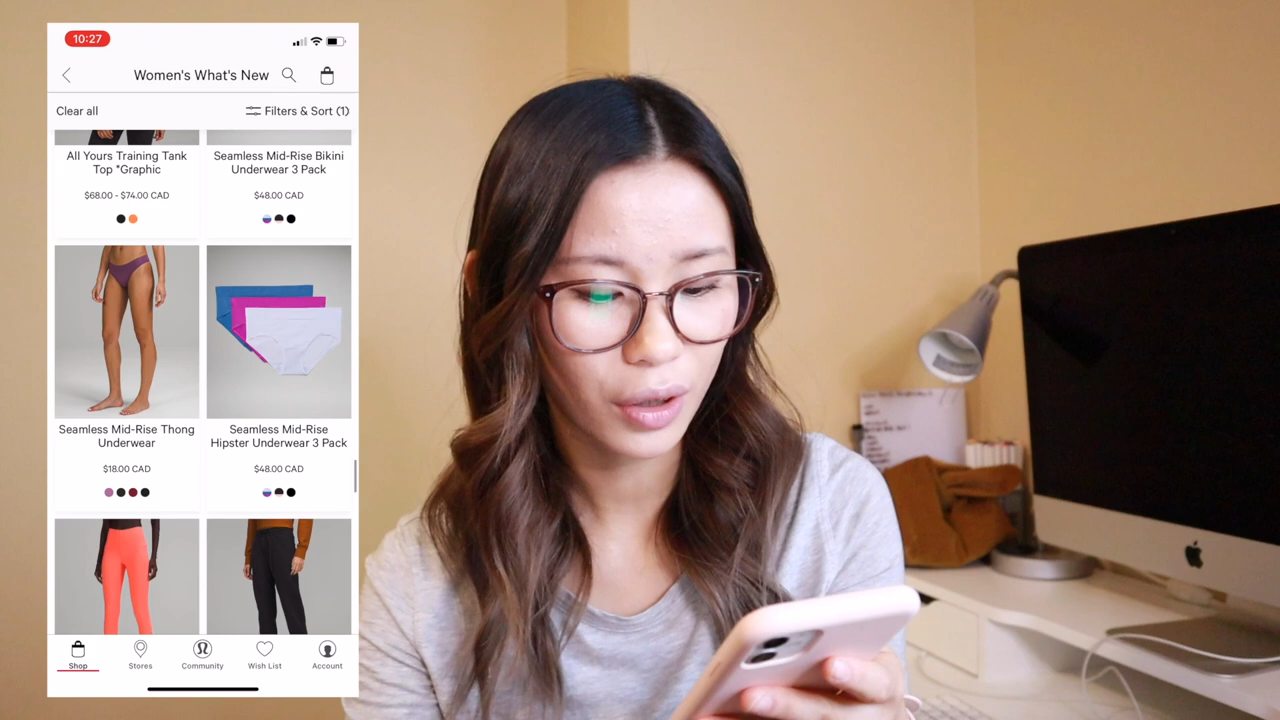 10:27
Women's What's New
Clear all
Filters & Sort (1)
All Yours Training Tank
Top *Graphic
$68.00 - $74.00 CAD
Seamless Mid-Rise Bikini
Underwear 3 Pack
$48.00 CAD
Seamless Mid-Rise Thong
Underwear
$18.00 CAD
Seamless Mid-Rise
Hipster Underwear 3 Pack
$48.00 CAD
Shop
Stores
Community
Wish List
Account